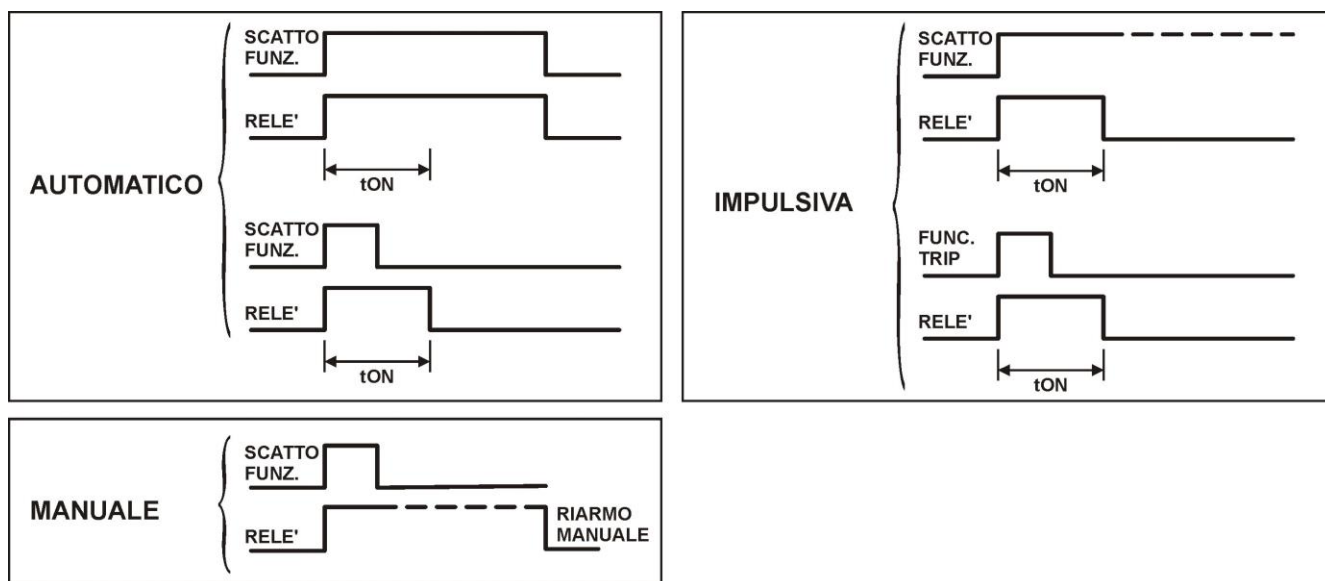 SCATTO
FUNZ.
RELE'
tON
AUTOMATICO
SCATTO
FUNZ.
RELE'
tON
SCATTO
FUNZ.
RELE'
tON
IMPULSIVA
FUNC.
TRIP
RELE'
tON
SCATTO
FUNZ.
MANUALE
RELE'
RIARMO
MANUALE